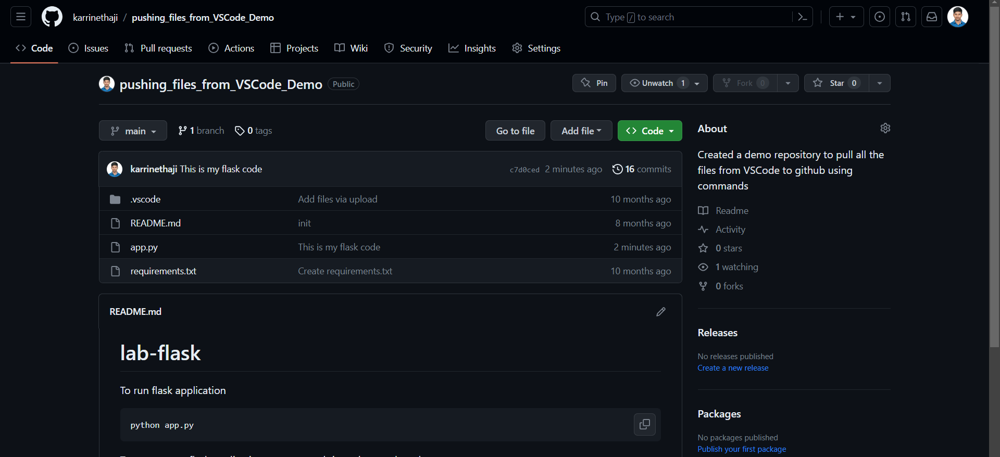 karrinethaji / pushing_files_from_VSCode_Demo
Type / to search
Code Issues Pull requests Actions Projects Wiki Security Insights Settings
pushing_files_from_VSCode_Demo Public
Pin Unwatch 1 Fork 0 Star 0
main 1 branch 0 tags Go to file Add file Code
karrinethaji This is my flask code c7d0ced 2 minutes ago 16 commits
.vscode Add files via upload 10 months ago
README.md init 8 months ago
app.py This is my flask code 2 minutes ago
requirements.txt Create requirements.txt 10 months ago
README.md
lab-flask
To run flask application
python app.py
About
Created a demo repository to pull all the
files from VSCode to github using
commands
Readme
Activity
0 stars
1 watching
0 forks
Releases
No releases published
Create a new release
Packages
No packages published
Publish your first package